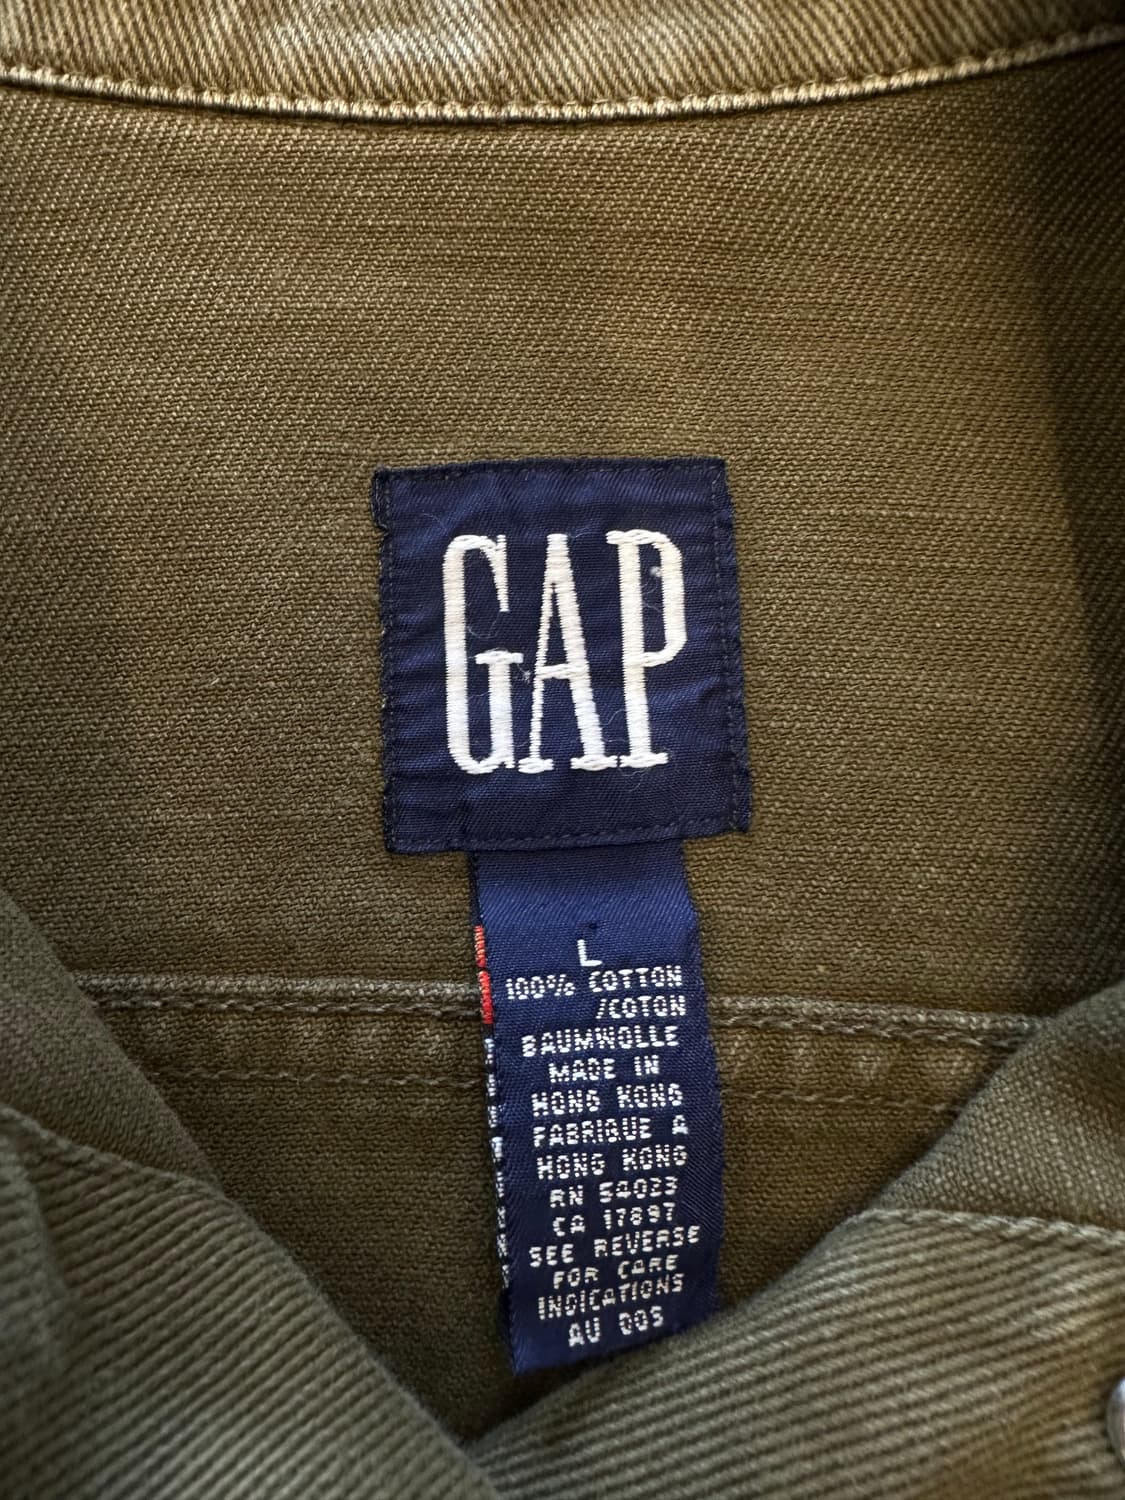 GAP
L
100% COTTON
/COTON
BAUMWOLLE
MADE IN
HONG KONG
FABRIQUE A
HONG KONG
RN 54023
CA 17897
SEE REVERSE
FOR CARE
INDICATIONS
AU DOS